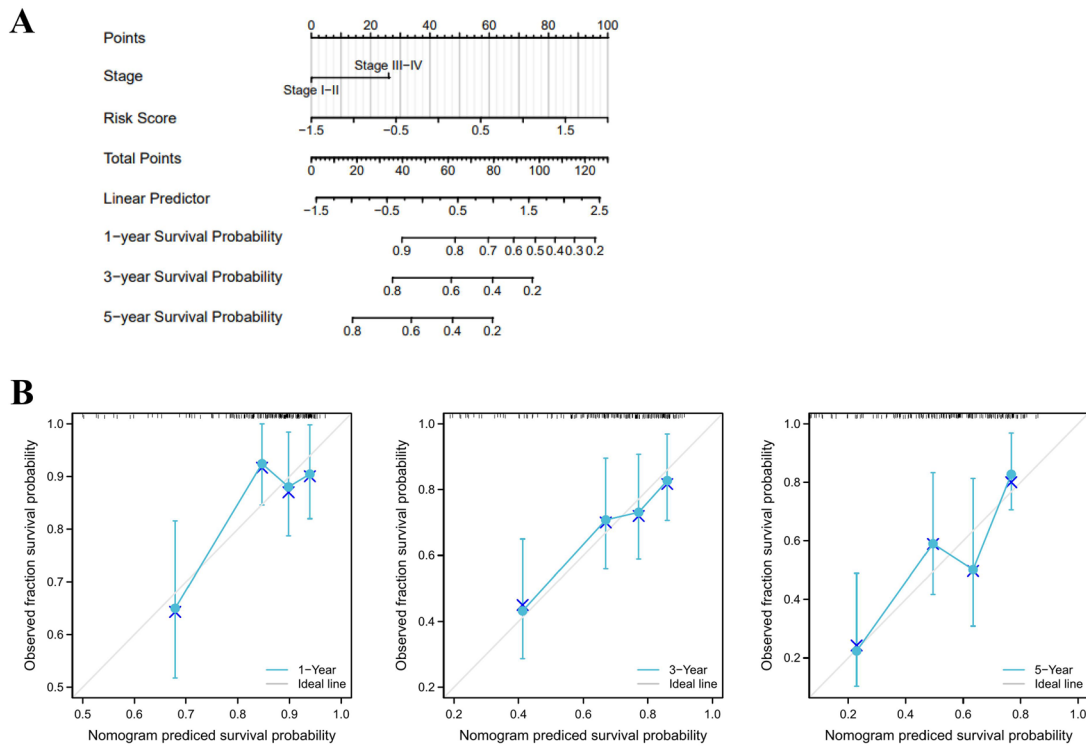 A
Points
0 20 40 60 80 100
Stage
Stage III−IV
Stage I−II
Risk Score
−1.5 −0.5 0.5 1.5
Total Points
0 20 40 60 80 100 120
Linear Predictor
−1.5 −0.5 0.5 1.5 2.5
1−year Survival Probability
0.9 0.8 0.7 0.6 0.5 0.4 0.3 0.2
3−year Survival Probability
0.8 0.6 0.4 0.2
5−year Survival Probability
0.8 0.6 0.4 0.2
B
Observed fraction survival probability
1.0
0.9
0.8
0.7
0.6
0.5
1−Year
Ideal line
0.5 0.6 0.7 0.8 0.9 1.0
Nomogram prediced survival probability
Observed fraction survival probability
1.0
0.8
0.6
0.4
0.2
3−Year
Ideal line
0.2 0.4 0.6 0.8 1.0
Nomogram prediced survival probability
Observed fraction survival probability
1.0
0.8
0.6
0.4
0.2
5−Year
Ideal line
0.2 0.4 0.6 0.8 1.0
Nomogram prediced survival probability